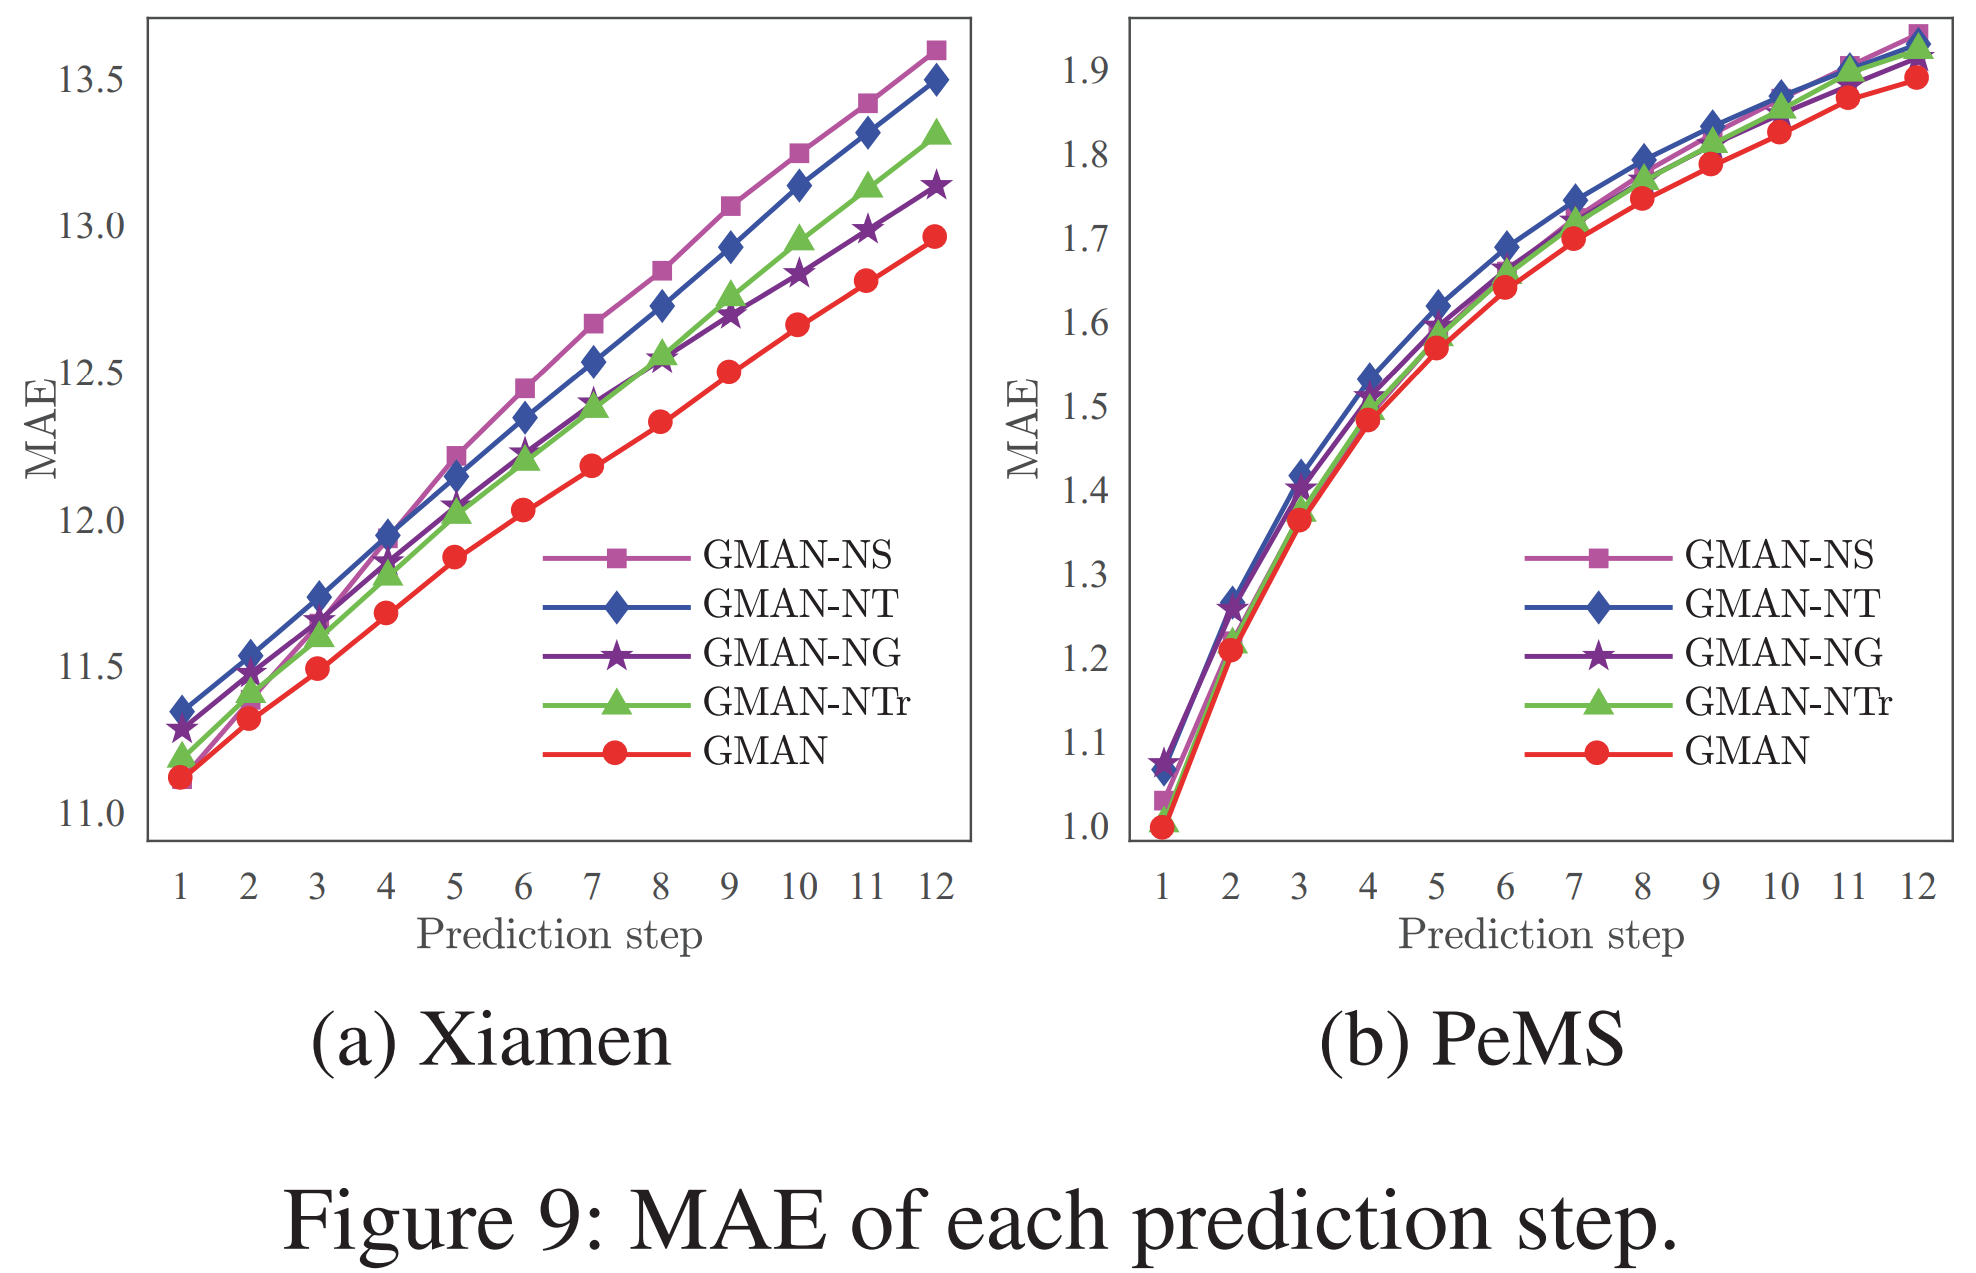 13.5
13.0
12.5
12.0
11.5
11.0
MAE
GMAN-NS
GMAN-NT
GMAN-NG
GMAN-NTr
GMAN
1 2 3 4 5 6 7 8 9 10 11 12
Prediction step
(a) Xiamen
1.9
1.8
1.7
1.6
1.5
1.4
1.3
1.2
1.1
1.0
MAE
GMAN-NS
GMAN-NT
GMAN-NG
GMAN-NTr
GMAN
1 2 3 4 5 6 7 8 9 10 11 12
Prediction step
(b) PeMS
Figure 9: MAE of each prediction step.